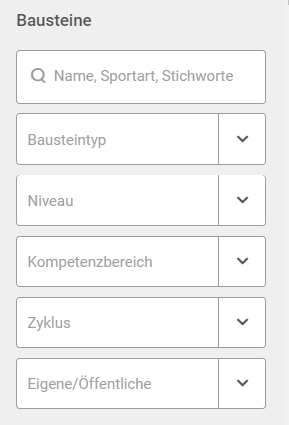 Bausteine
Name, Sportart, Stichworte
Bausteintyp
Niveau
Kompetenzbereich
Zyklus
Eigene/Öffentliche